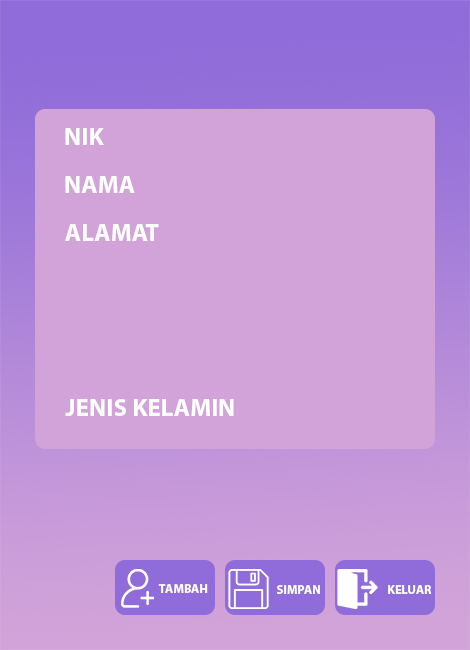 NIK
NAMA
ALAMAT
JENIS KELAMIN
TAMBAH
SIMPAN
KELUAR